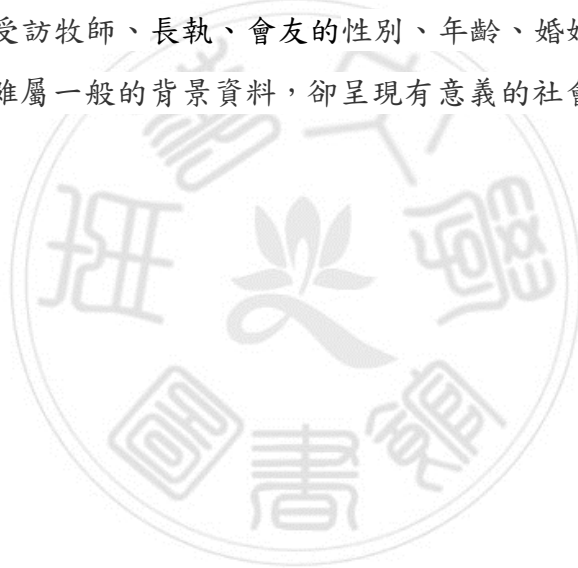 受訪牧師、長執、會友的性別、年齡、婚姻
雖屬一般的背景資料，卻呈現有意義的社會
書